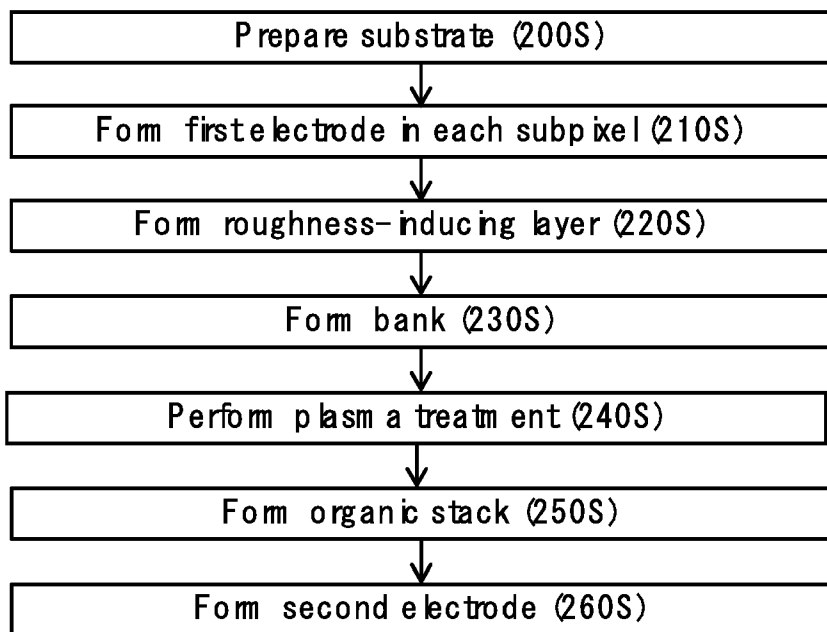 Prepare substrate (200S)
Form first electrode in each subpixel (210S)
Form roughness-inducing layer (220S)
Form bank (230S)
Perform plasma treatment (240S)
Form organic stack (250S)
Form second electrode (260S)